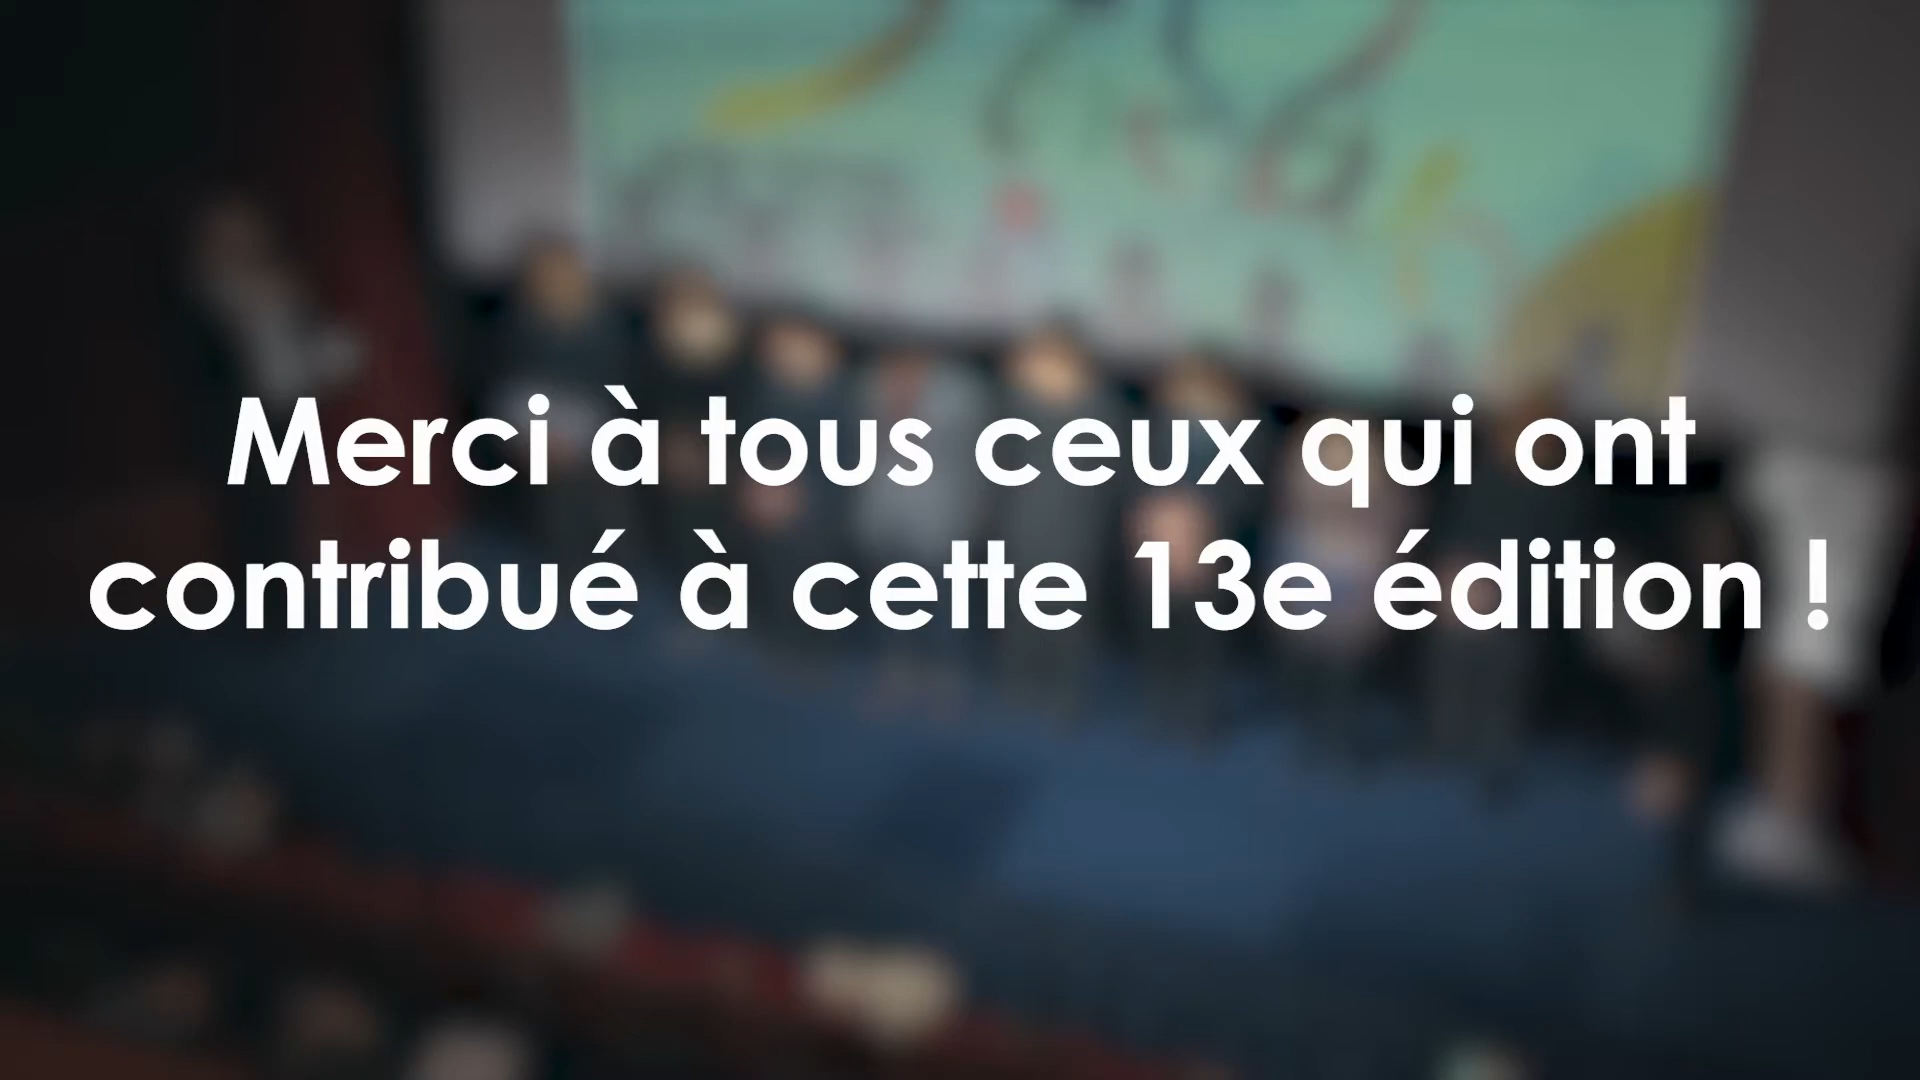 Merci à tous ceux qui ont
contribué à cette 13e édition !